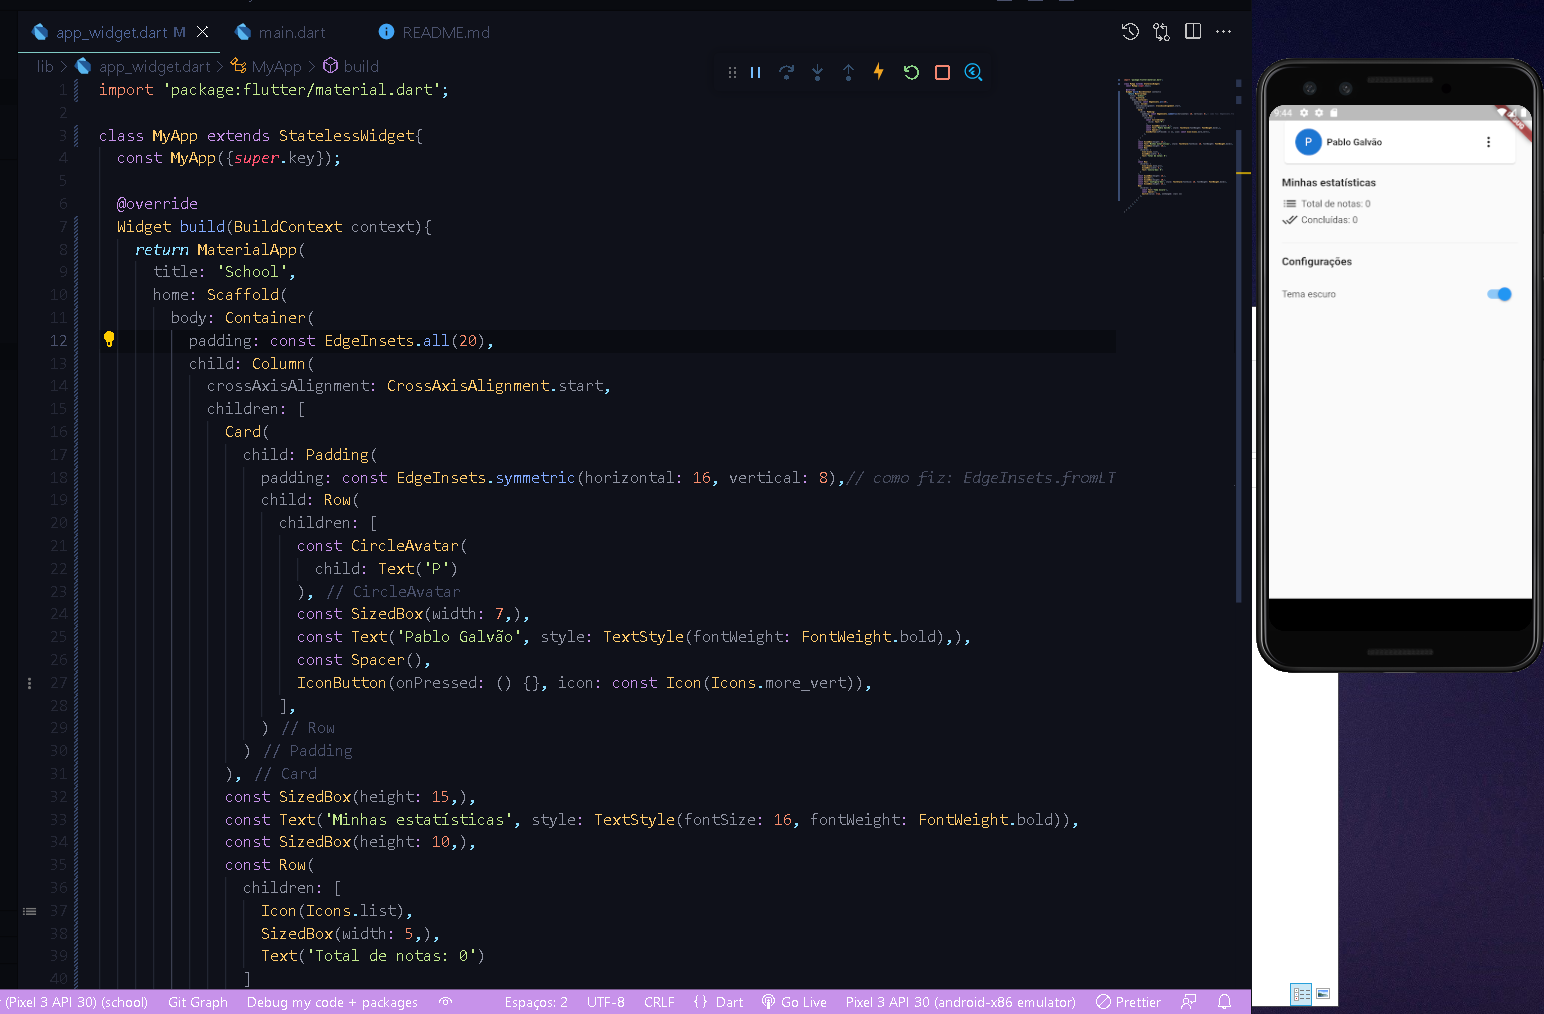 app_widget.dart M
main.dart
README.md
lib > app_widget.dart > MyApp > build
1 import 'package:flutter/material.dart';
2
3 class MyApp extends StatelessWidget{
4 const MyApp({super.key});
5
6 @override
7 Widget build(BuildContext context){
8 return MaterialApp(
9 title: 'School',
10 home: Scaffold(
11 body: Container(
12 padding: const EdgeInsets.all(20),
13 child: Column(
14 crossAxisAlignment: CrossAxisAlignment.start,
15 children: [
16 Card(
17 child: Padding(
18 padding: const EdgeInsets.symmetric(horizontal: 16, vertical: 8),// como fiz: EdgeInsets.fromLT
19 child: Row(
20 children: [
21 const CircleAvatar(
22 child: Text('P')
23 ), // CircleAvatar
24 const SizedBox(width: 7,),
25 const Text('Pablo Galvão', style: TextStyle(fontWeight: FontWeight.bold),),
26 const Spacer(),
27 IconButton(onPressed: () {}, icon: const Icon(Icons.more_vert)),
28 ],
29 ) // Row
30 ) // Padding
31 ), // Card
32 const SizedBox(height: 15,),
33 const Text('Minhas estatísticas', style: TextStyle(fontSize: 16, fontWeight: FontWeight.bold)),
34 const SizedBox(height: 10,),
35 const Row(
36 children: [
37 Icon(Icons.list),
38 SizedBox(width: 5,),
39 Text('Total de notas: 0')
40 ]
(Pixel 3 API 30) (school) Git Graph Debug my code + packages Espaços: 2 UTF-8 CRLF {} Dart Go Live Pixel 3 API 30 (android-x86 emulator) Prettier
9:44
P Pablo Galvão
Minhas estatísticas
Total de notas: 0
Concluídas: 0
Configurações
Tema escuro